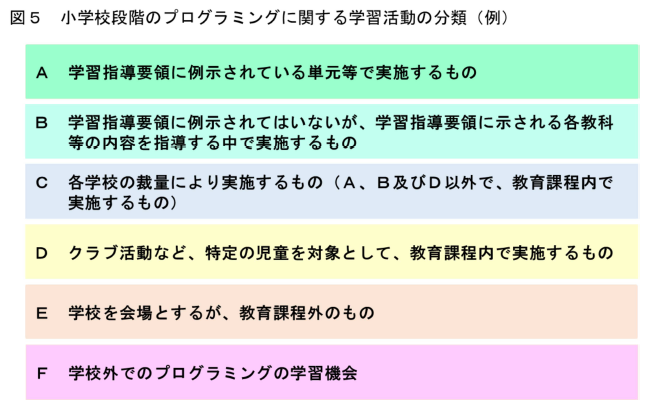 図５　小学校段階のプログラミングに関する学習活動の分類（例）
Ａ　学習指導要領に例示されている単元等で実施するもの
Ｂ　学習指導要領に例示されてはいないが、学習指導要領に示される各教科
等の内容を指導する中で実施するもの
Ｃ　各学校の裁量により実施するもの（Ａ、Ｂ及びＤ以外で、教育課程内で
実施するもの）
Ｄ　クラブ活動など、特定の児童を対象として、教育課程内で実施するもの
Ｅ　学校を会場とするが、教育課程外のもの
Ｆ　学校外でのプログラミングの学習機会